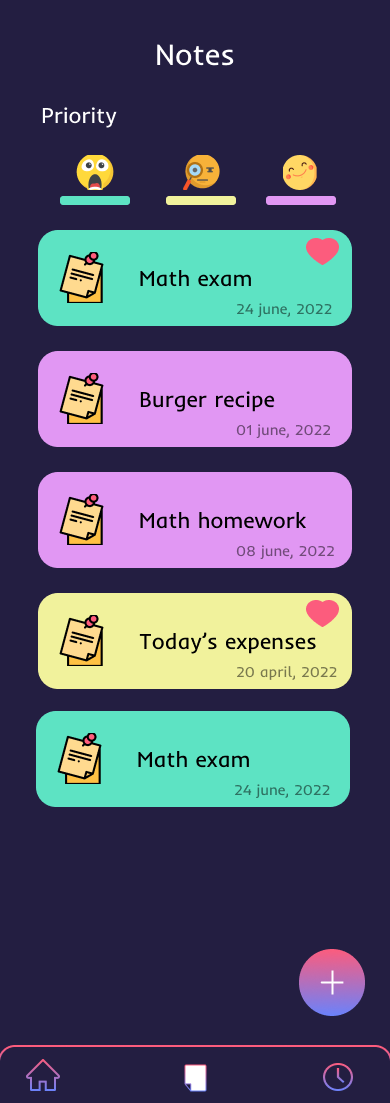 Notes
Priority
Math exam
24 june, 2022
Burger recipe
01 june, 2022
Math homework
08 june, 2022
Today's expenses
20 april, 2022
Math exam
24 june, 2022